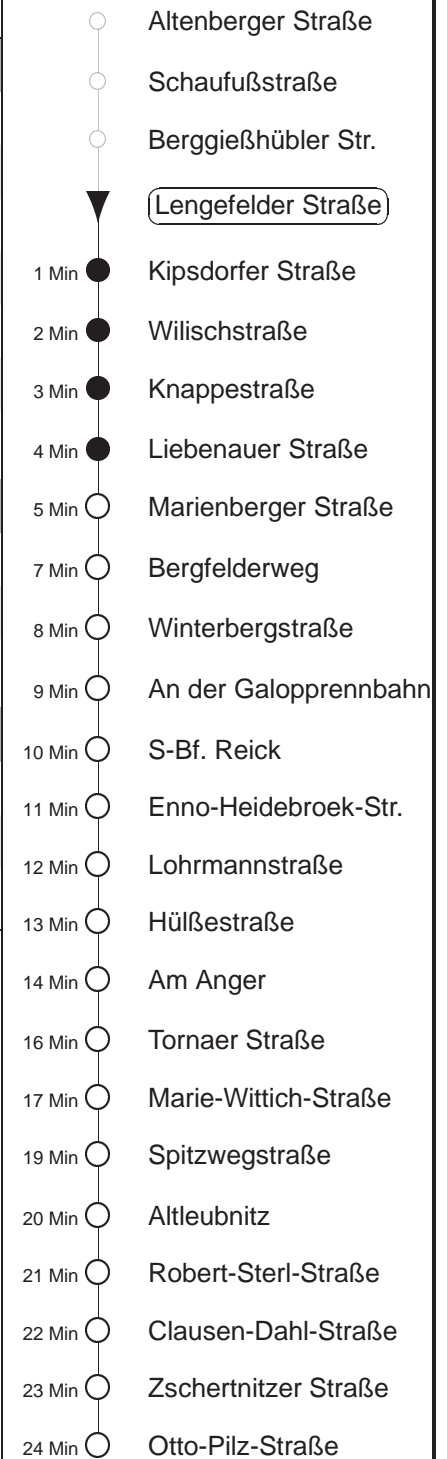 Altenberger Straße
Schaufußstraße
Berggießhübler Str.
Lengefelder Straße
1 Min Kipsdorfer Straße
2 Min Wilischstraße
3 Min Knappestraße
4 Min Liebenauer Straße
5 Min Marienberger Straße
7 Min Bergfelderweg
8 Min Winterbergstraße
9 Min An der Galopprennbahn
10 Min S-Bf. Reick
11 Min Enno-Heidebroek-Str.
12 Min Lohrmannstraße
13 Min Hülßestraße
14 Min Am Anger
16 Min Tornaer Straße
17 Min Marie-Wittich-Straße
19 Min Spitzwegstraße
20 Min Altleubnitz
21 Min Robert-Sterl-Straße
22 Min Clausen-Dahl-Straße
23 Min Zschertnitzer Straße
24 Min Otto-Pilz-Straße